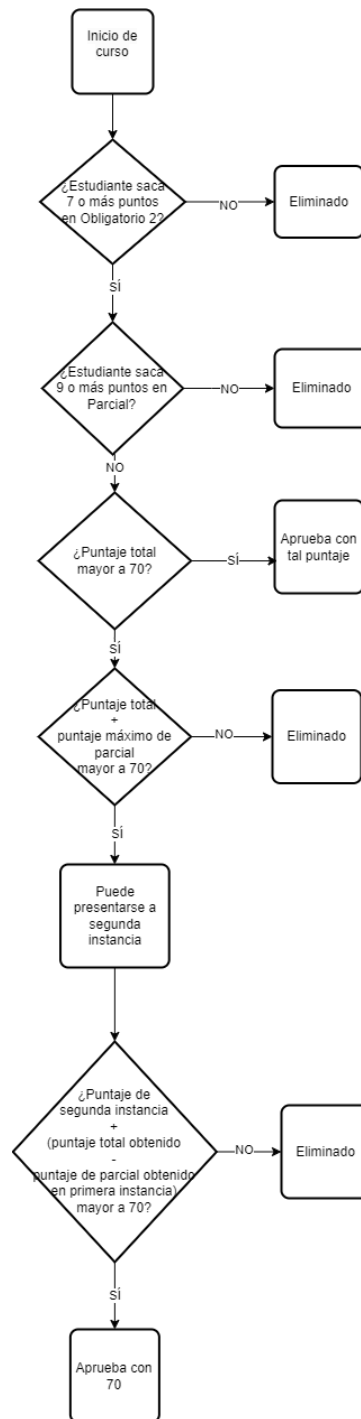 Inicio de
curso
¿Estudiante saca
7 o más puntos
en Obligatorio 2?
NO
Eliminado
SÍ
¿Estudiante saca
9 o más puntos en
Parcial?
NO
Eliminado
NO
¿Puntaje total
mayor a 70?
SÍ
Aprueba con
tal puntaje
SÍ
¿Puntaje total
+
puntaje máximo de
parcial
mayor a 70?
NO
Eliminado
SÍ
Puede
presentarse a
segunda
instancia
¿Puntaje de
segunda instancia
+
(puntaje total obtenido
-
puntaje de parcial obtenido
en primera instancia)
mayor a 70?
NO
Eliminado
SÍ
Aprueba con
70